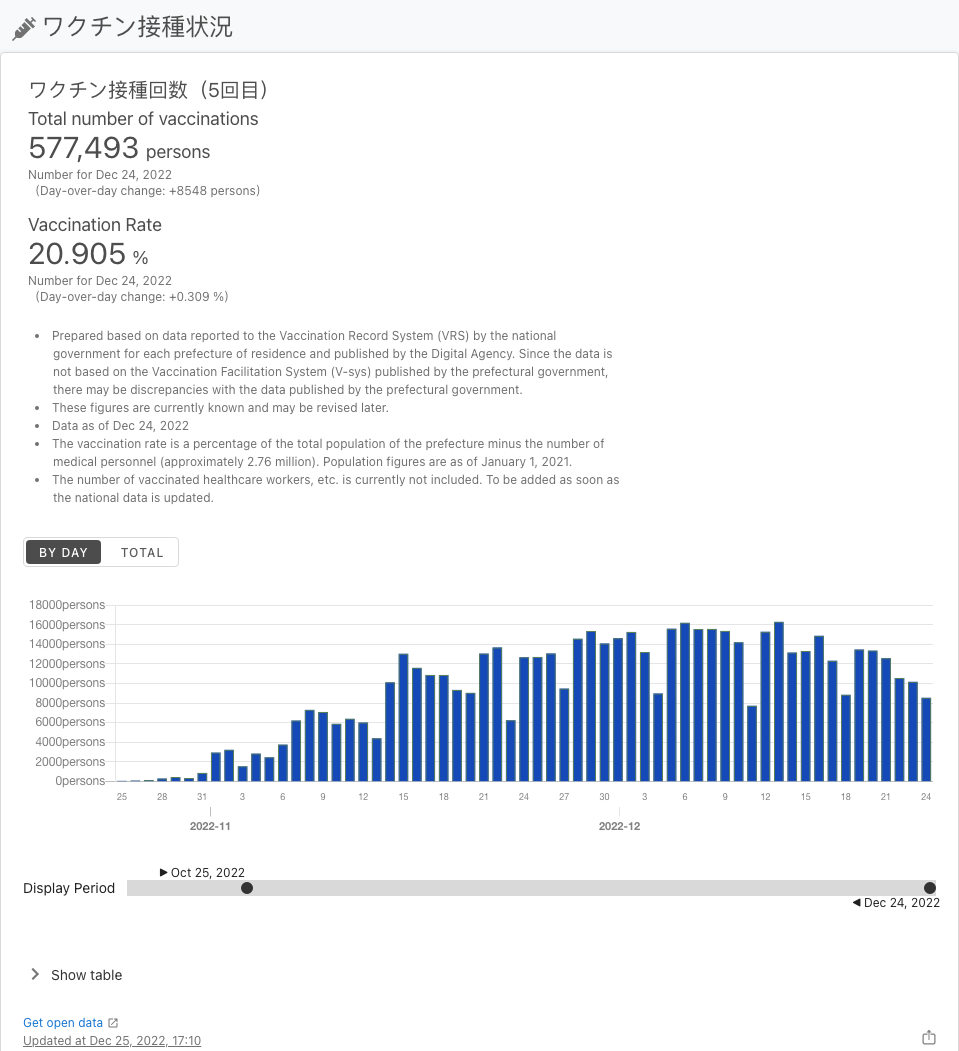 ワクチン接種状況
ワクチン接種回数（5回目）
Total number of vaccinations
577,493 persons
Number for Dec 24, 2022
(Day-over-day change: +8548 persons)
Vaccination Rate
20.905 %
Number for Dec 24, 2022
(Day-over-day change: +0.309 %)
• Prepared based on data reported to the Vaccination Record System (VRS) by the national
government for each prefecture of residence and published by the Digital Agency. Since the data is
not based on the Vaccination Facilitation System (V-sys) published by the prefectural government,
there may be discrepancies with the data published by the prefectural government.
• These figures are currently known and may be revised later.
• Data as of Dec 24, 2022
• The vaccination rate is a percentage of the total population of the prefecture minus the number of
medical personnel (approximately 2.76 million). Population figures are as of January 1, 2021.
• The number of vaccinated healthcare workers, etc. is currently not included. To be added as soon as
the national data is updated.
BY DAY TOTAL
18000persons
16000persons
14000persons
12000persons
10000persons
8000persons
6000persons
4000persons
2000persons
0persons
25 28 31 3 6 9 12 15 18 21 24 27 30 3 6 9 12 15 18 21 24
2022-11 2022-12
Oct 25, 2022
Display Period
Dec 24, 2022
Show table
Get open data
Updated at Dec 25, 2022, 17:10